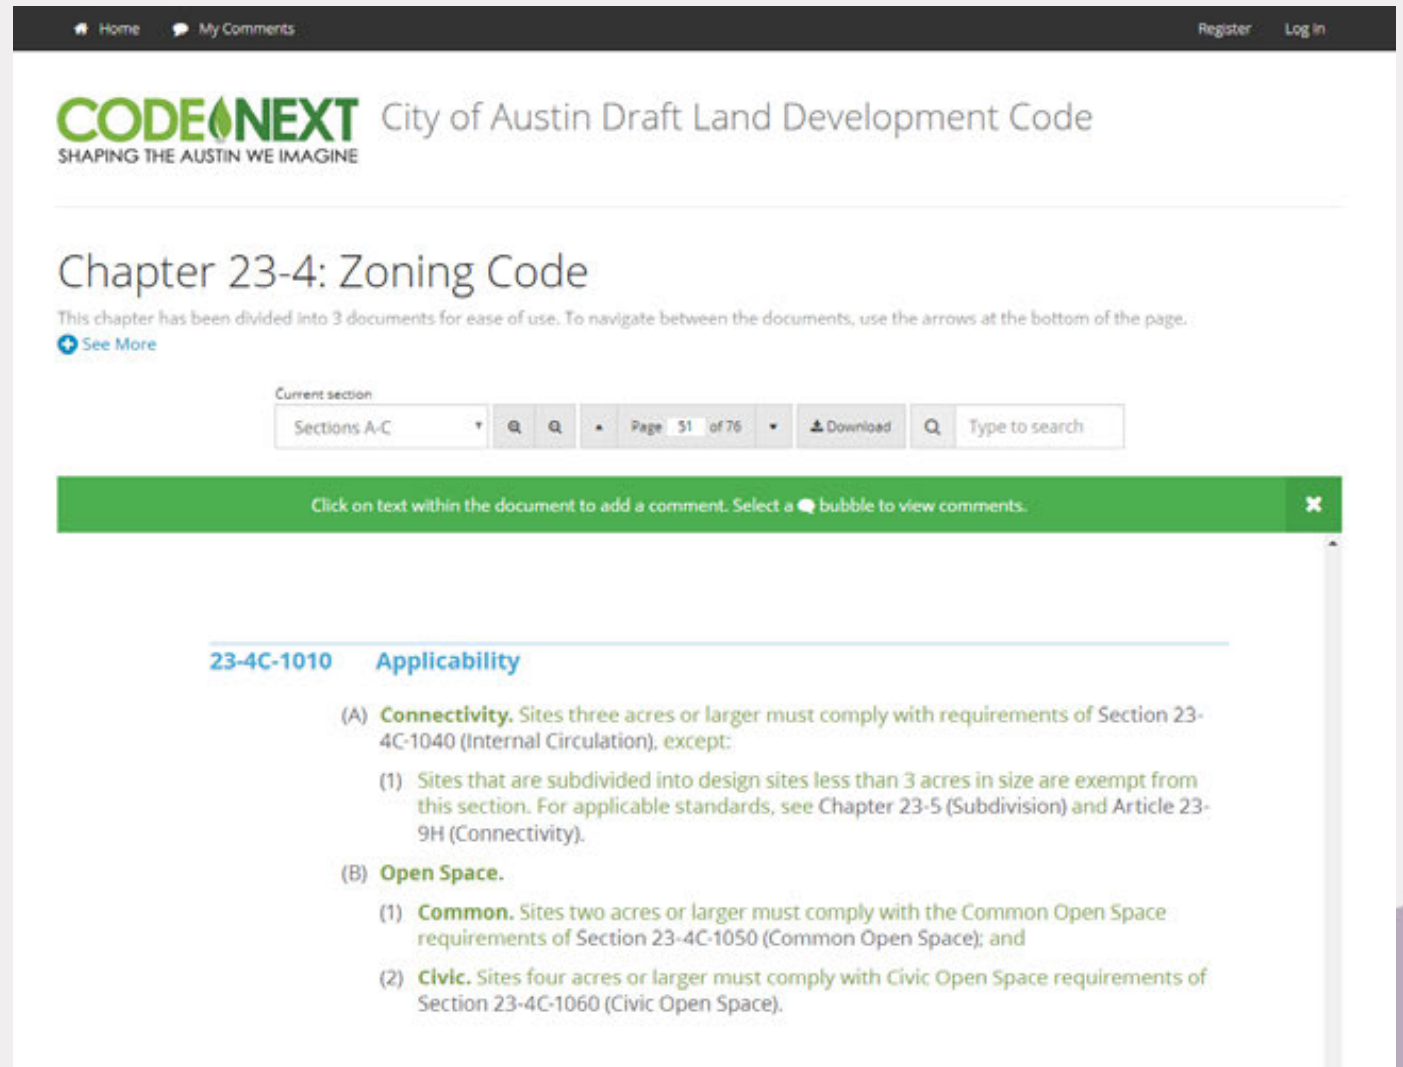 Home My Comments Register Log in
CODE NEXT City of Austin Draft Land Development Code
SHAPING THE AUSTIN WE IMAGINE
Chapter 23-4: Zoning Code
This chapter has been divided into 3 documents for ease of use. To navigate between the documents, use the arrows at the bottom of the page.
See More
Current section
Sections A-C Page 51 of 76 Download Type to search
Click on text within the document to add a comment. Select a bubble to view comments.
23-4C-1010 Applicability
(A) Connectivity. Sites three acres or larger must comply with requirements of Section 23-
4C-1040 (Internal Circulation), except:
(1) Sites that are subdivided into design sites less than 3 acres in size are exempt from
this section. For applicable standards, see Chapter 23-5 (Subdivision) and Article 23-
9H (Connectivity).
(B) Open Space.
(1) Common. Sites two acres or larger must comply with the Common Open Space
requirements of Section 23-4C-1050 (Common Open Space); and
(2) Civic. Sites four acres or larger must comply with Civic Open Space requirements of
Section 23-4C-1060 (Civic Open Space).